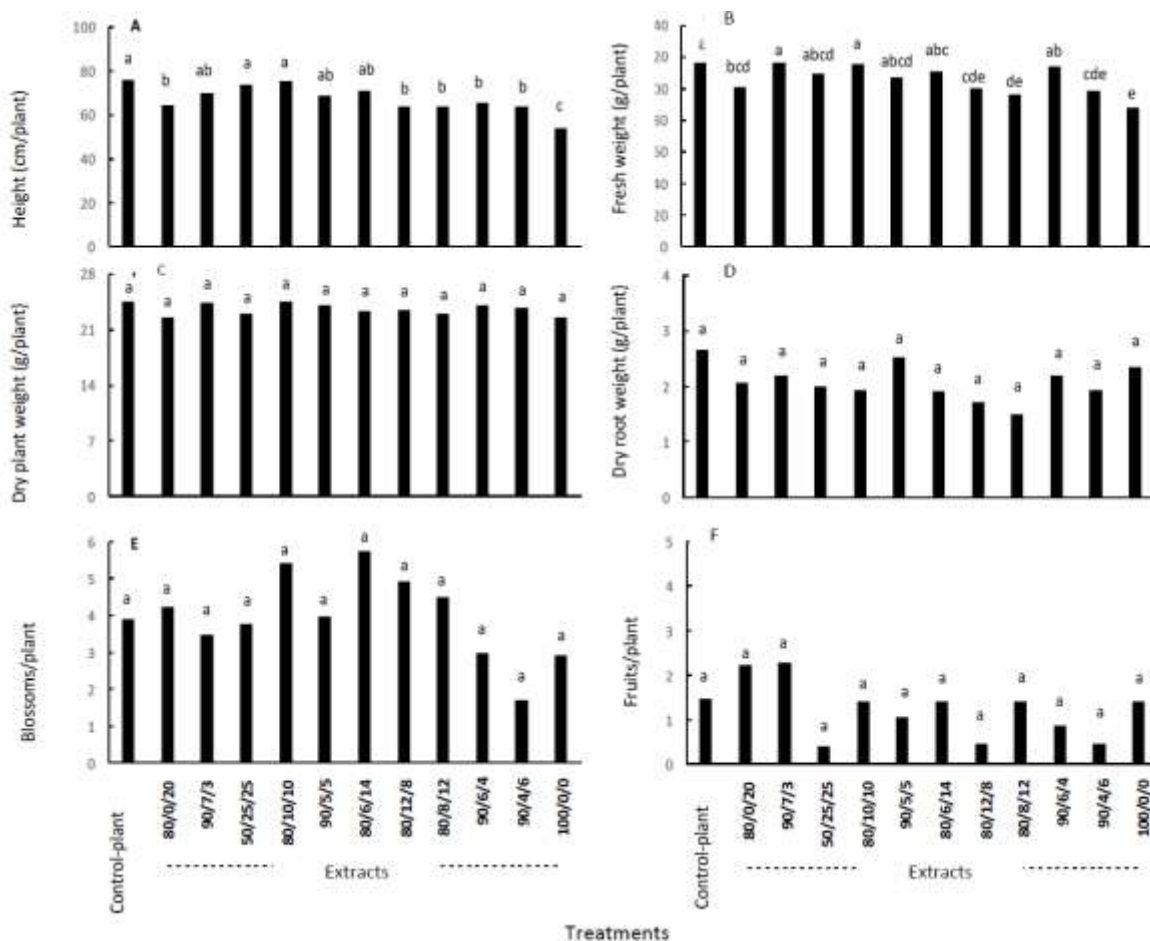 A
Height (cm/plant)
100
80
60
40
20
0
a b ab a a ab ab b b b b c
B
Fresh weight (g/plant)
40
20
00
80
60
40
20
0
bcd a abcd a abcd abc cde de ab cde e
C
Dry plant weight (g/plant)
28
21
14
7
0
a a a a a a a a a a a a
D
Dry root weight (g/plant)
4
3
2
1
0
a a a a a a a a a a a a
E
Blossoms/plant
6
5
4
3
2
1
0
a a a a a a a a a a a a
F
Fruits/plant
5
4
3
2
1
0
a a a a a a a a a a a a
Control-plant
80/0/20
90/7/3
50/25/25
80/10/10
90/5/5
80/6/14
80/12/8
80/8/12
90/6/4
90/4/6
100/0/0
Extracts
Control-plant
80/0/20
90/7/3
50/25/25
80/10/10
90/5/5
80/6/14
80/12/8
80/8/12
90/6/4
90/4/6
100/0/0
Extracts
Treatments